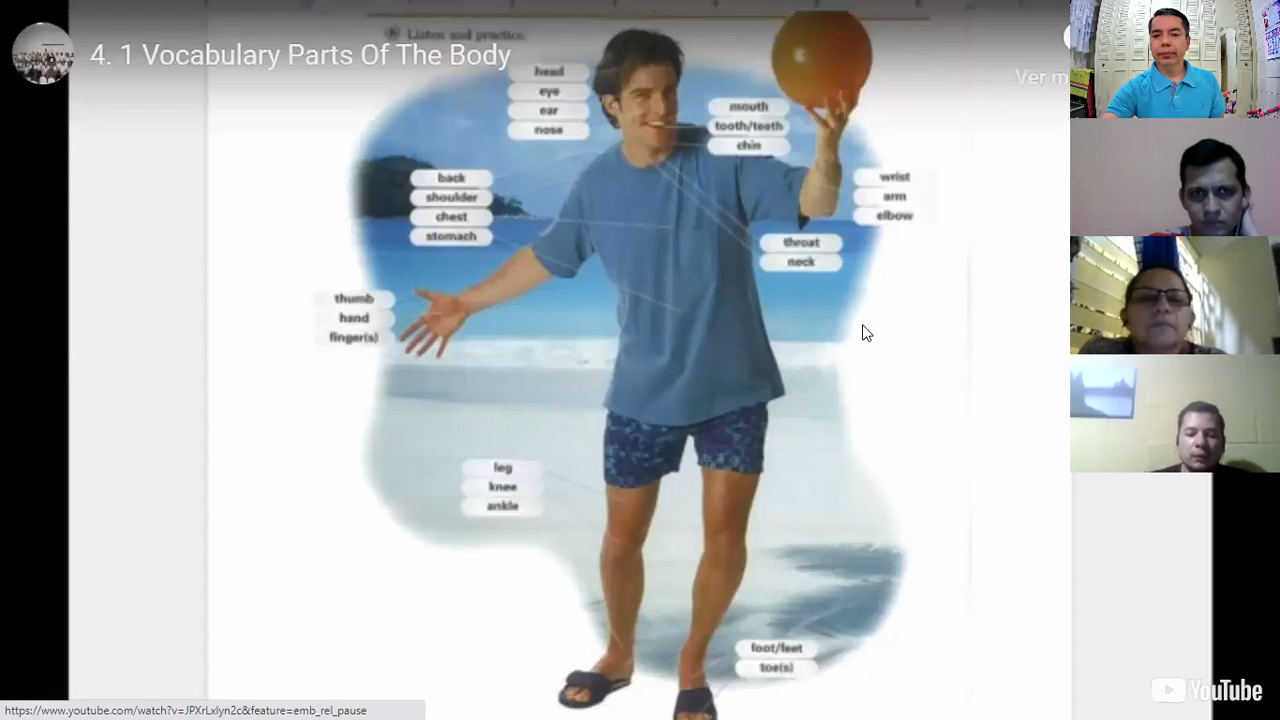 4. 1 Vocabulary Parts Of The Body
Listen and practice.
Ver m
head
eye
ear
nose
mouth
tooth/teeth
chin
back
shoulder
chest
stomach
wrist
arm
elbow
throat
neck
thumb
hand
finger(s)
leg
knee
ankle
foot/feet
toe(s)
YouTube
https://www.youtube.com/watch?v=JPXrLxlyn2c&feature=emb_rel_pause